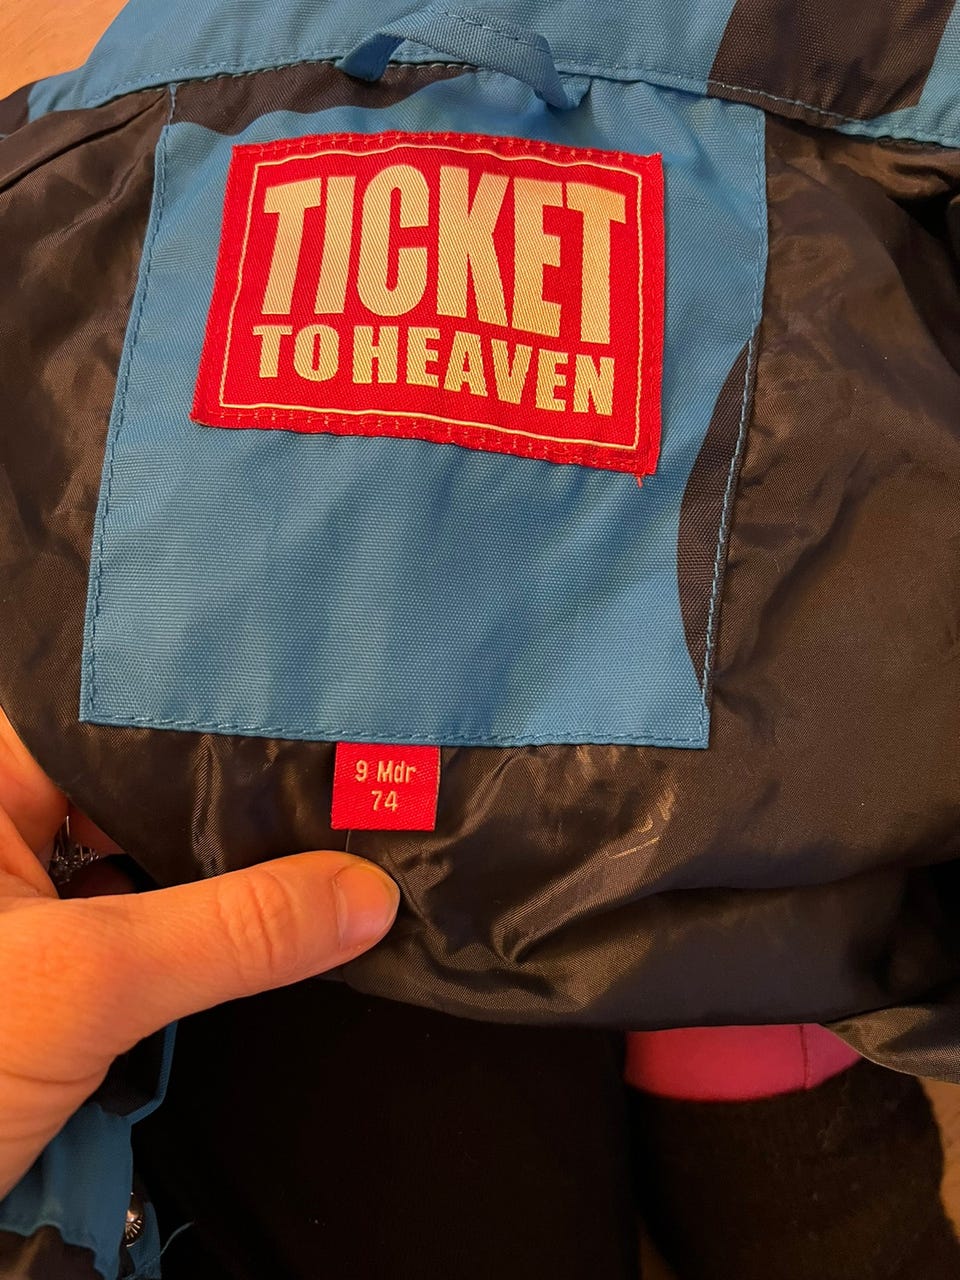 TICKET
TO HEAVEN
9 Mdr
74